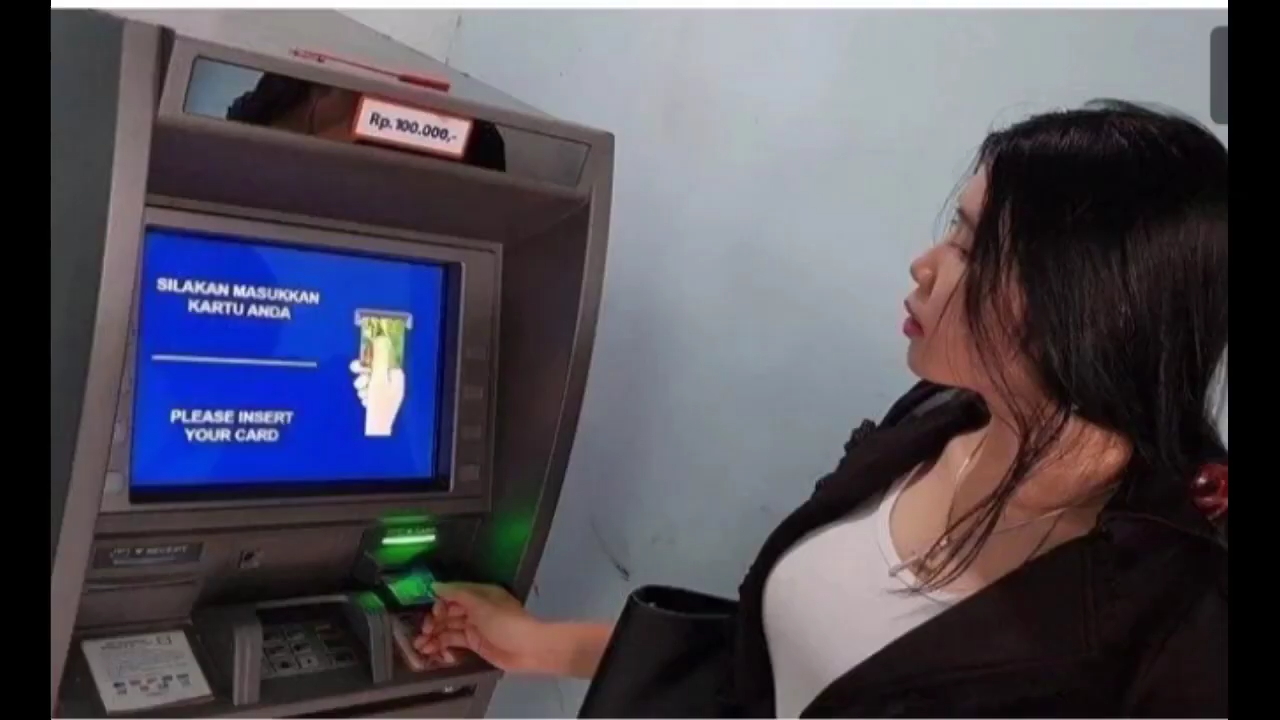 Rp.100.000,-
SILAKAN MASUKKAN
KARTU ANDA
PLEASE INSERT
YOUR CARD